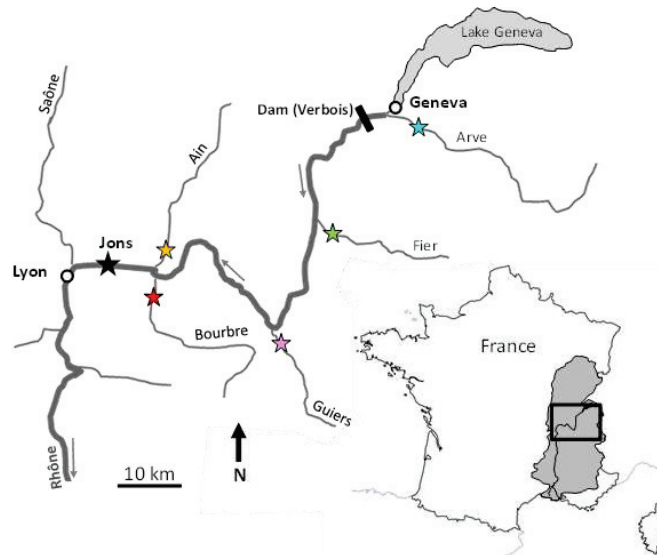 Lake Geneva
Saône
Geneva
Dam (Verbois)
Arve
Ain
Jons
Fier
Lyon
Bourbre
France
Guiers
Rhône
10 km
N